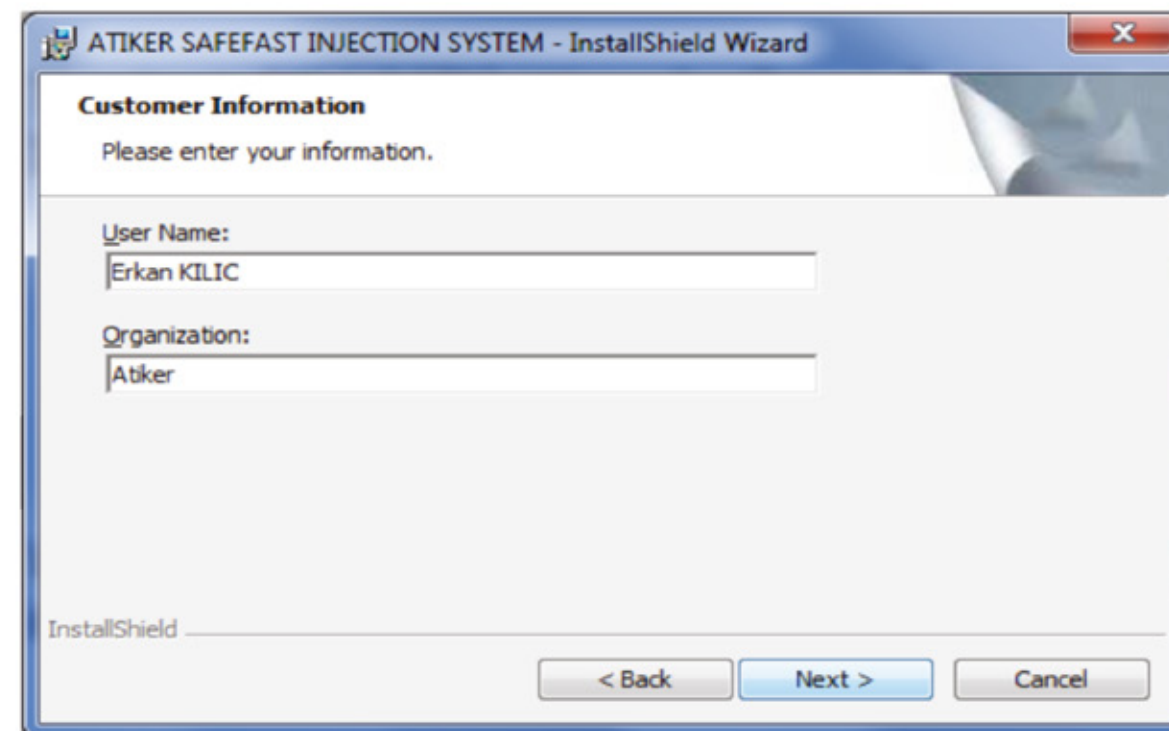 ATIKER SAFEFAST INJECTION SYSTEM - InstallShield Wizard
Customer Information
Please enter your information.
User Name:
Erkan KILIC
Organization:
Atiker
InstallShield
< Back Next > Cancel